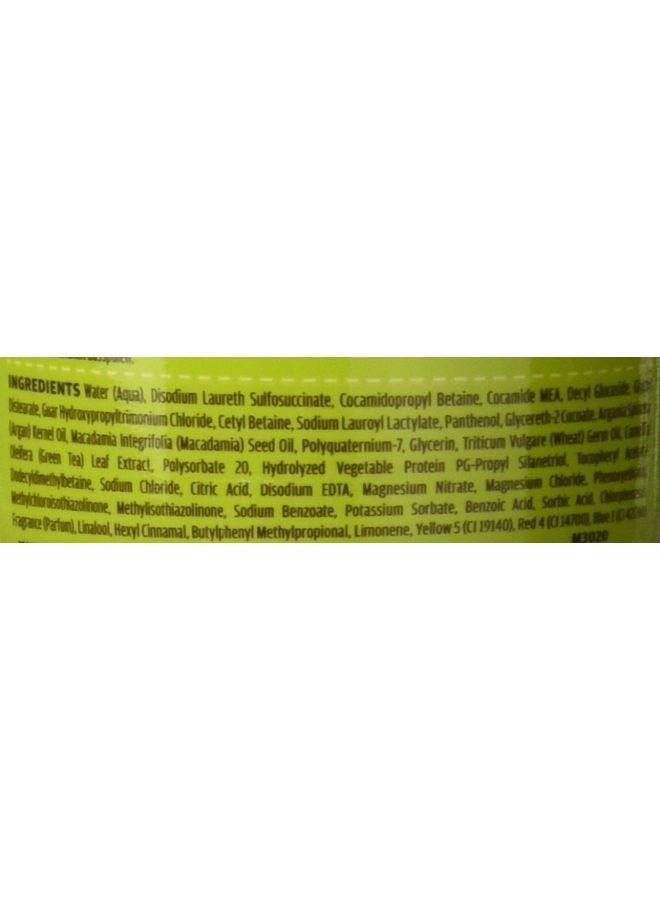 INGREDIENTS Water (Aqua), Disodium Laureth Sulfosuccinate, Cocamidopropyl Betaine, Cocamide MEA, Decyl Glucoside,
Distearate, Guar Hydroxypropyltrimonium Chloride, Cetyl Betaine, Sodium Lauroyl Lactylate, Panthenol, Glycereth-2 Cocoate, Argania
(Argan) Kernel Oil, Macadamia Integrifolia (Macadamia) Seed Oil, Polyquaternium-7, Glycerin, Triticum Vulgare (Wheat) Germ Oil,
Oleifera (Green Tea) Leaf Extract, Polysorbate 20, Hydrolyzed Vegetable Protein PG-Propyl Silanetriol, Tocopheryl
Sodium Chloride, Citric Acid, Disodium EDTA, Magnesium Nitrate, Magnesium Chloride,
Methylchloroisothiazolinone, Methylisothiazolinone, Sodium Benzoate, Potassium Sorbate, Benzoic Acid, Sorbic Acid,
Fragrance (Parfum), Linalool, Hexyl Cinnamal, Butylphenyl Methylpropional, Limonene, Yellow 5 (CI 19140), Red 4 (CI 14700), Blue 1
M3020